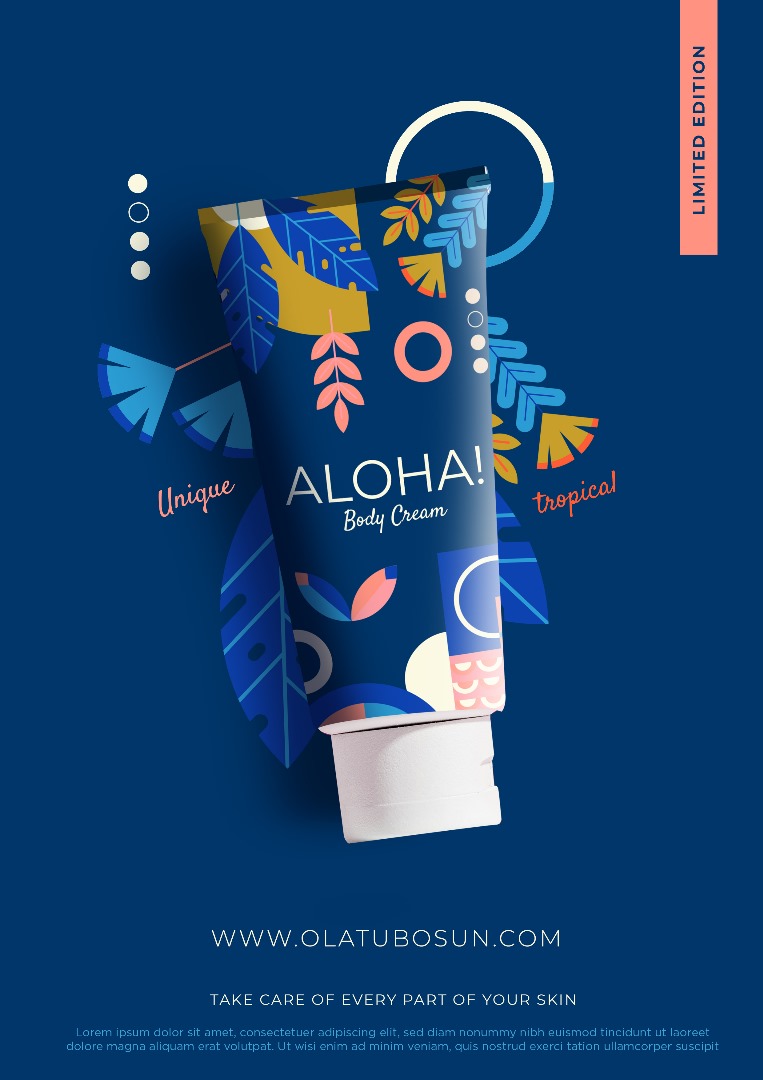 LIMITED EDITION
ALOHA!
Body Cream
Unique
tropical
WWW.OLATUBOSUN.COM
TAKE CARE OF EVERY PART OF YOUR SKIN
Lorem ipsum dolor sit amet, consectetuer adipiscing elit, sed diam nonummy nibh euismod tincidunt ut laoreet
dolore magna aliquam erat volutpat. Ut wisi enim ad minim veniam, quis nostrud exerci tation ullamcorper suscipit